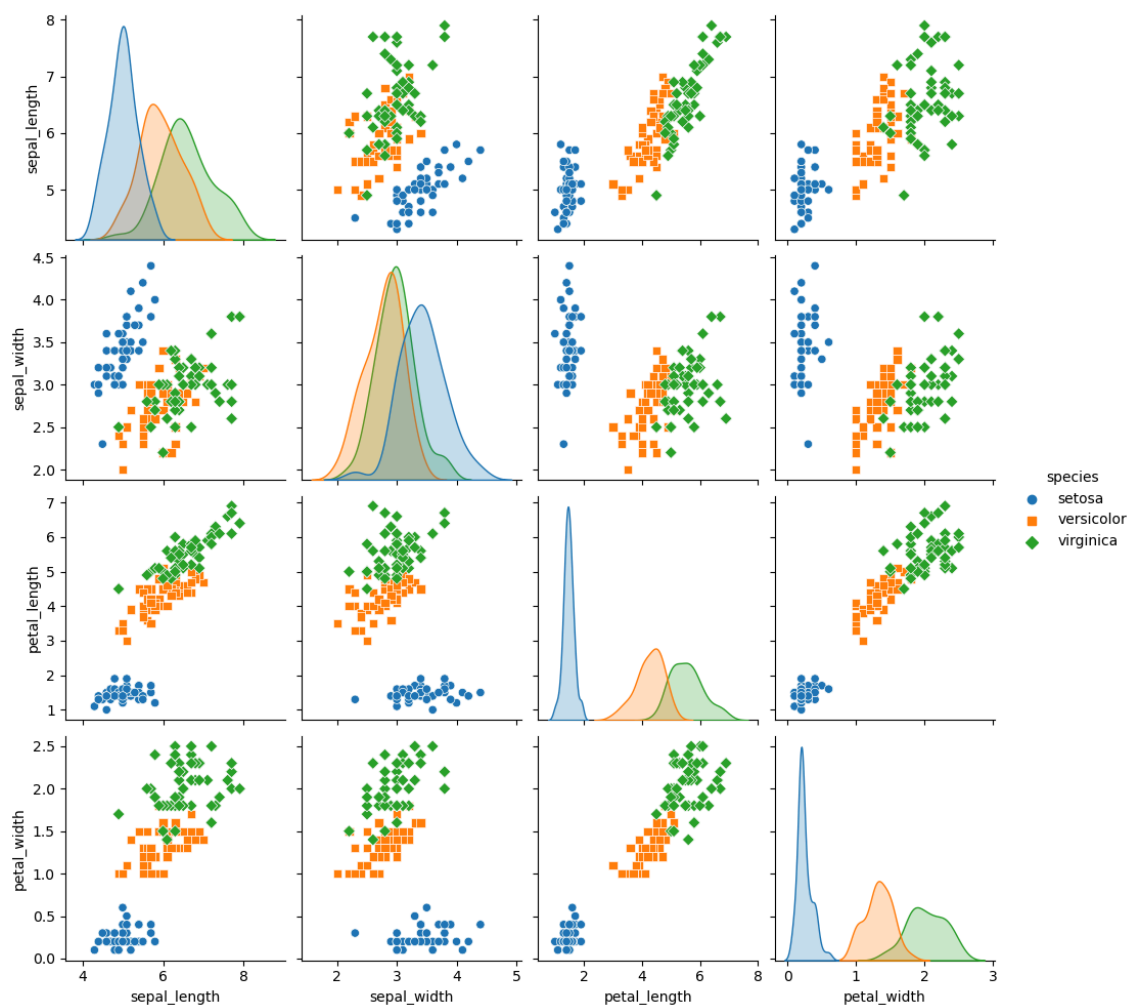 8
7
6
5
sepal_length
4.5
4.0
3.5
3.0
2.5
2.0
sepal_width
species
setosa
versicolor
virginica
7
6
5
4
3
2
1
petal_length
2.5
2.0
1.5
1.0
0.5
0.0
petal_width
4 6 8
sepal_length
2 3 4 5
sepal_width
2 4 6 8
petal_length
0 1 2 3
petal_width